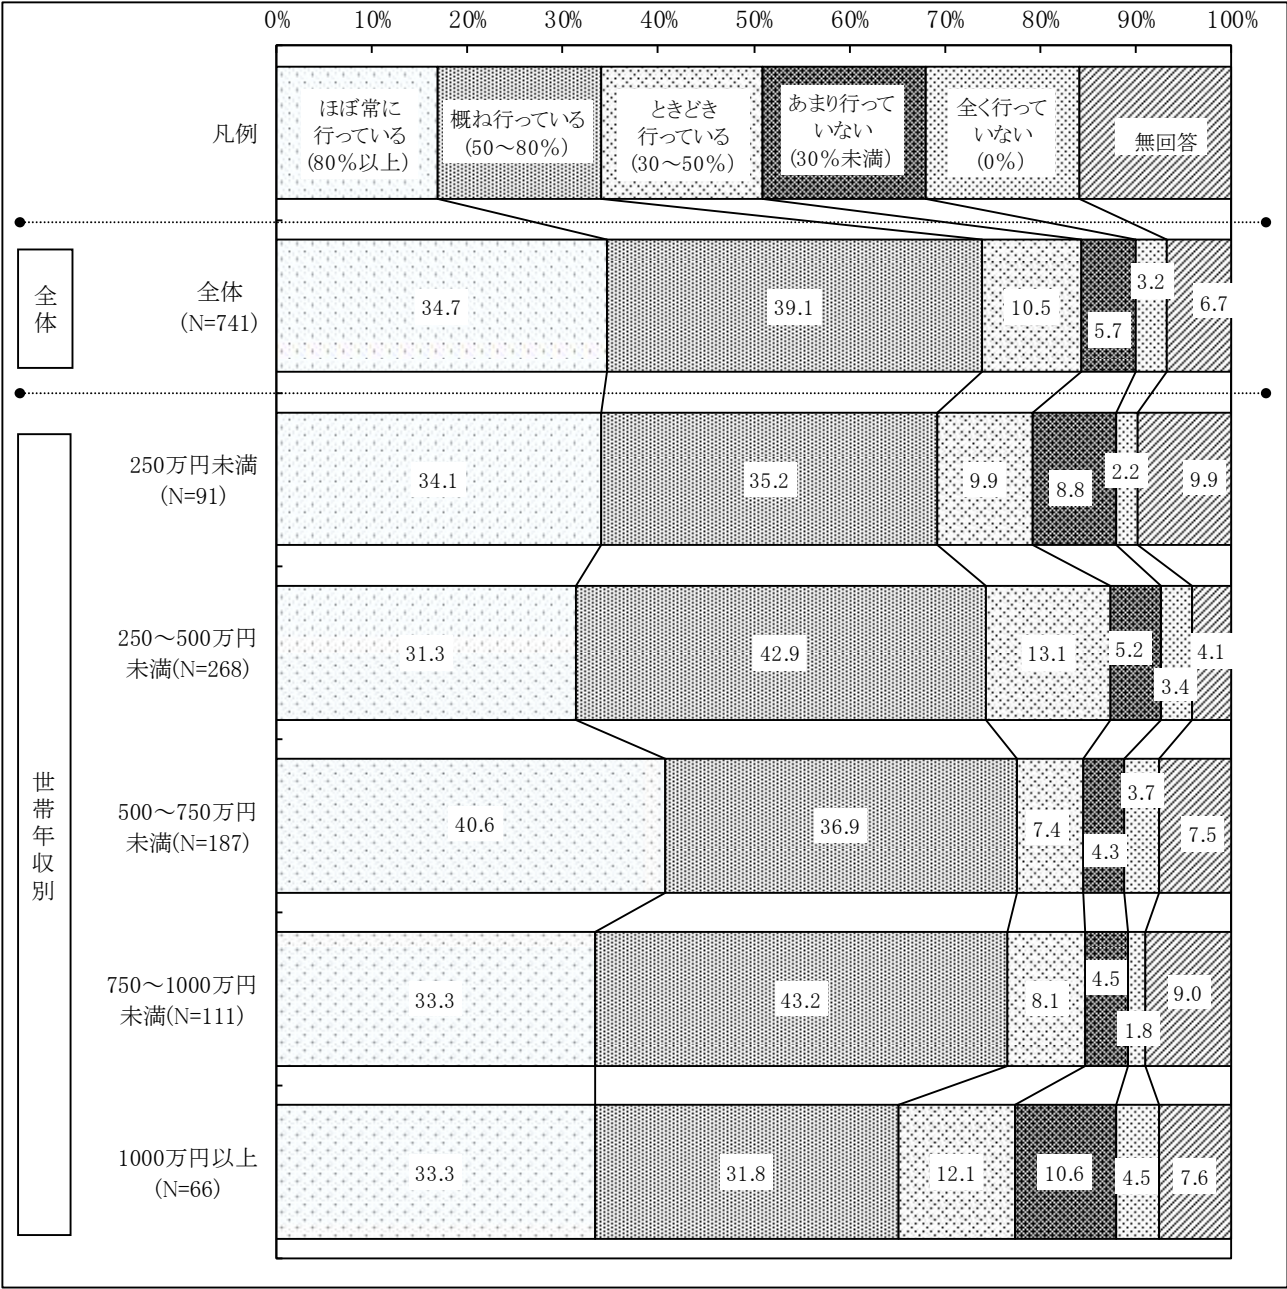 0% 10% 20% 30% 40% 50% 60% 70% 80% 90% 100%
凡例
ほぼ常に
行っている
(80%以上)
概ね行っている
(50～80%)
ときどき
行っている
(30～50%)
あまり行って
いない
(30%未満)
全く行って
いない
(0%)
無回答
全体
全体
(N=741)
34.7 39.1 10.5 5.7 3.2 6.7
世帯年収別
250万円未満
(N=91)
34.1 35.2 9.9 8.8 2.2 9.9
250～500万円
未満(N=268)
31.3 42.9 13.1 5.2 3.4 4.1
500～750万円
未満(N=187)
40.6 36.9 7.4 4.3 3.7 7.5
750～1000万円
未満(N=111)
33.3 43.2 8.1 4.5 1.8 9.0
1000万円以上
(N=66)
33.3 31.8 12.1 10.6 4.5 7.6